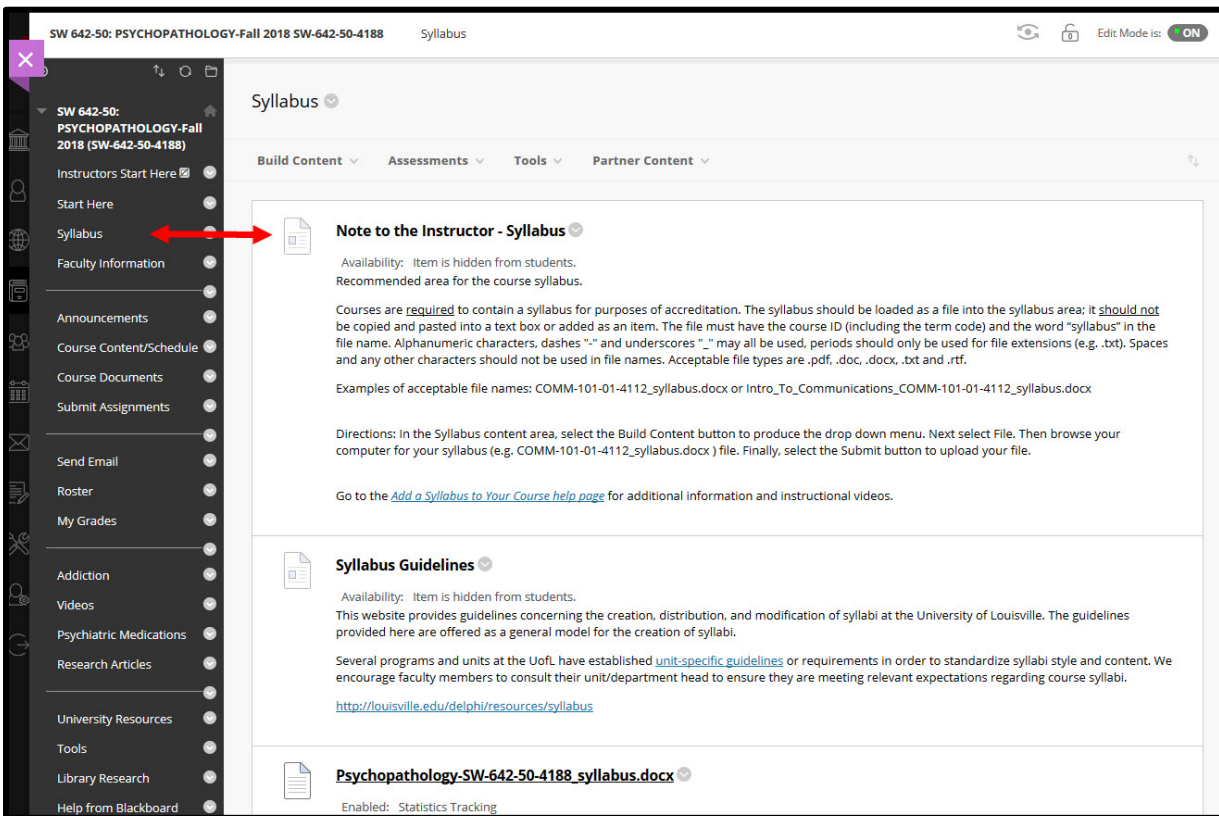 SW 642-50: PSYCHOPATHOLOGY-Fall 2018 SW-642-50-4188 Syllabus
Edit Mode is: ON
SW 642-50:
PSYCHOPATHOLOGY-Fall
2018 (SW-642-50-4188)
Instructors Start Here
Start Here
Syllabus
Faculty Information
Announcements
Course Content/Schedule
Course Documents
Submit Assignments
Send Email
Roster
My Grades
Addiction
Videos
Psychiatric Medications
Research Articles
University Resources
Tools
Library Research
Help from Blackboard
Syllabus
Build Content Assessments Tools Partner Content
Note to the Instructor - Syllabus
Availability: Item is hidden from students.
Recommended area for the course syllabus.
Courses are required to contain a syllabus for purposes of accreditation. The syllabus should be loaded as a file into the syllabus area; it should not
be copied and pasted into a text box or added as an item. The file must have the course ID (including the term code) and the word “syllabus” in the
file name. Alphanumeric characters, dashes "-" and underscores "_" may all be used, periods should only be used for file extensions (e.g. .txt). Spaces
and any other characters should not be used in file names. Acceptable file types are .pdf, .doc, .docx, .txt and .rtf.
Examples of acceptable file names: COMM-101-01-4112_syllabus.docx or Intro_To_Communications_COMM-101-01-4112_syllabus.docx
Directions: In the Syllabus content area, select the Build Content button to produce the drop down menu. Next select File. Then browse your
computer for your syllabus (e.g. COMM-101-01-4112_syllabus.docx ) file. Finally, select the Submit button to upload your file.
Go to the Add a Syllabus to Your Course help page for additional information and instructional videos.
Syllabus Guidelines
Availability: Item is hidden from students.
This website provides guidelines concerning the creation, distribution, and modification of syllabi at the University of Louisville. The guidelines
provided here are offered as a general model for the creation of syllabi.
Several programs and units at the UofL have established unit-specific guidelines or requirements in order to standardize syllabi style and content. We
encourage faculty members to consult their unit/department head to ensure they are meeting relevant expectations regarding course syllabi.
http://louisville.edu/delphi/resources/syllabus
Psychopathology-SW-642-50-4188_syllabus.docx
Enabled: Statistics Tracking